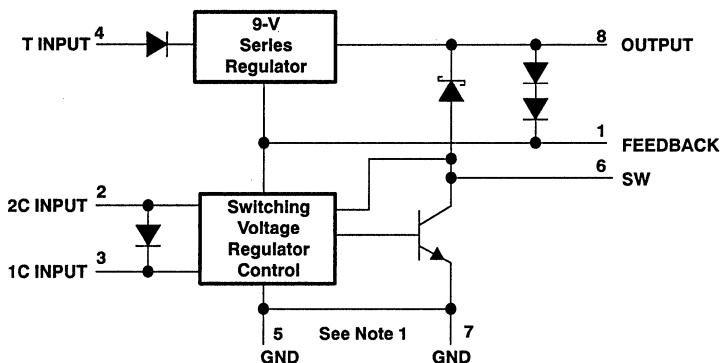 T INPUT 4
9-V
Series
Regulator
8 OUTPUT
1 FEEDBACK
6 SW
2C INPUT 2
1C INPUT 3
Switching
Voltage
Regulator
Control
5 See Note 1 7
GND GND